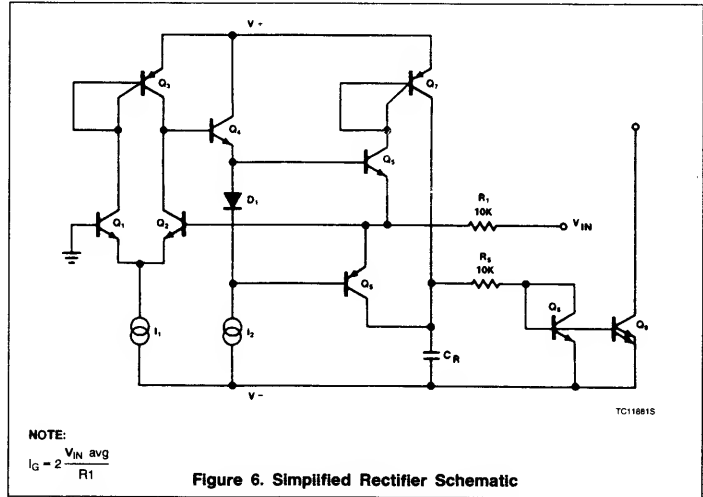 V +
Q3
Q7
Q4
Q5
D1
R1
10K
VIN
Q1
Q2
R5
10K
Q6
Q8
Q9
I1
I2
CR
V −
TC11881S
NOTE:
IG = 2 VIN avg
R1
Figure 6. Simplified Rectifier Schematic